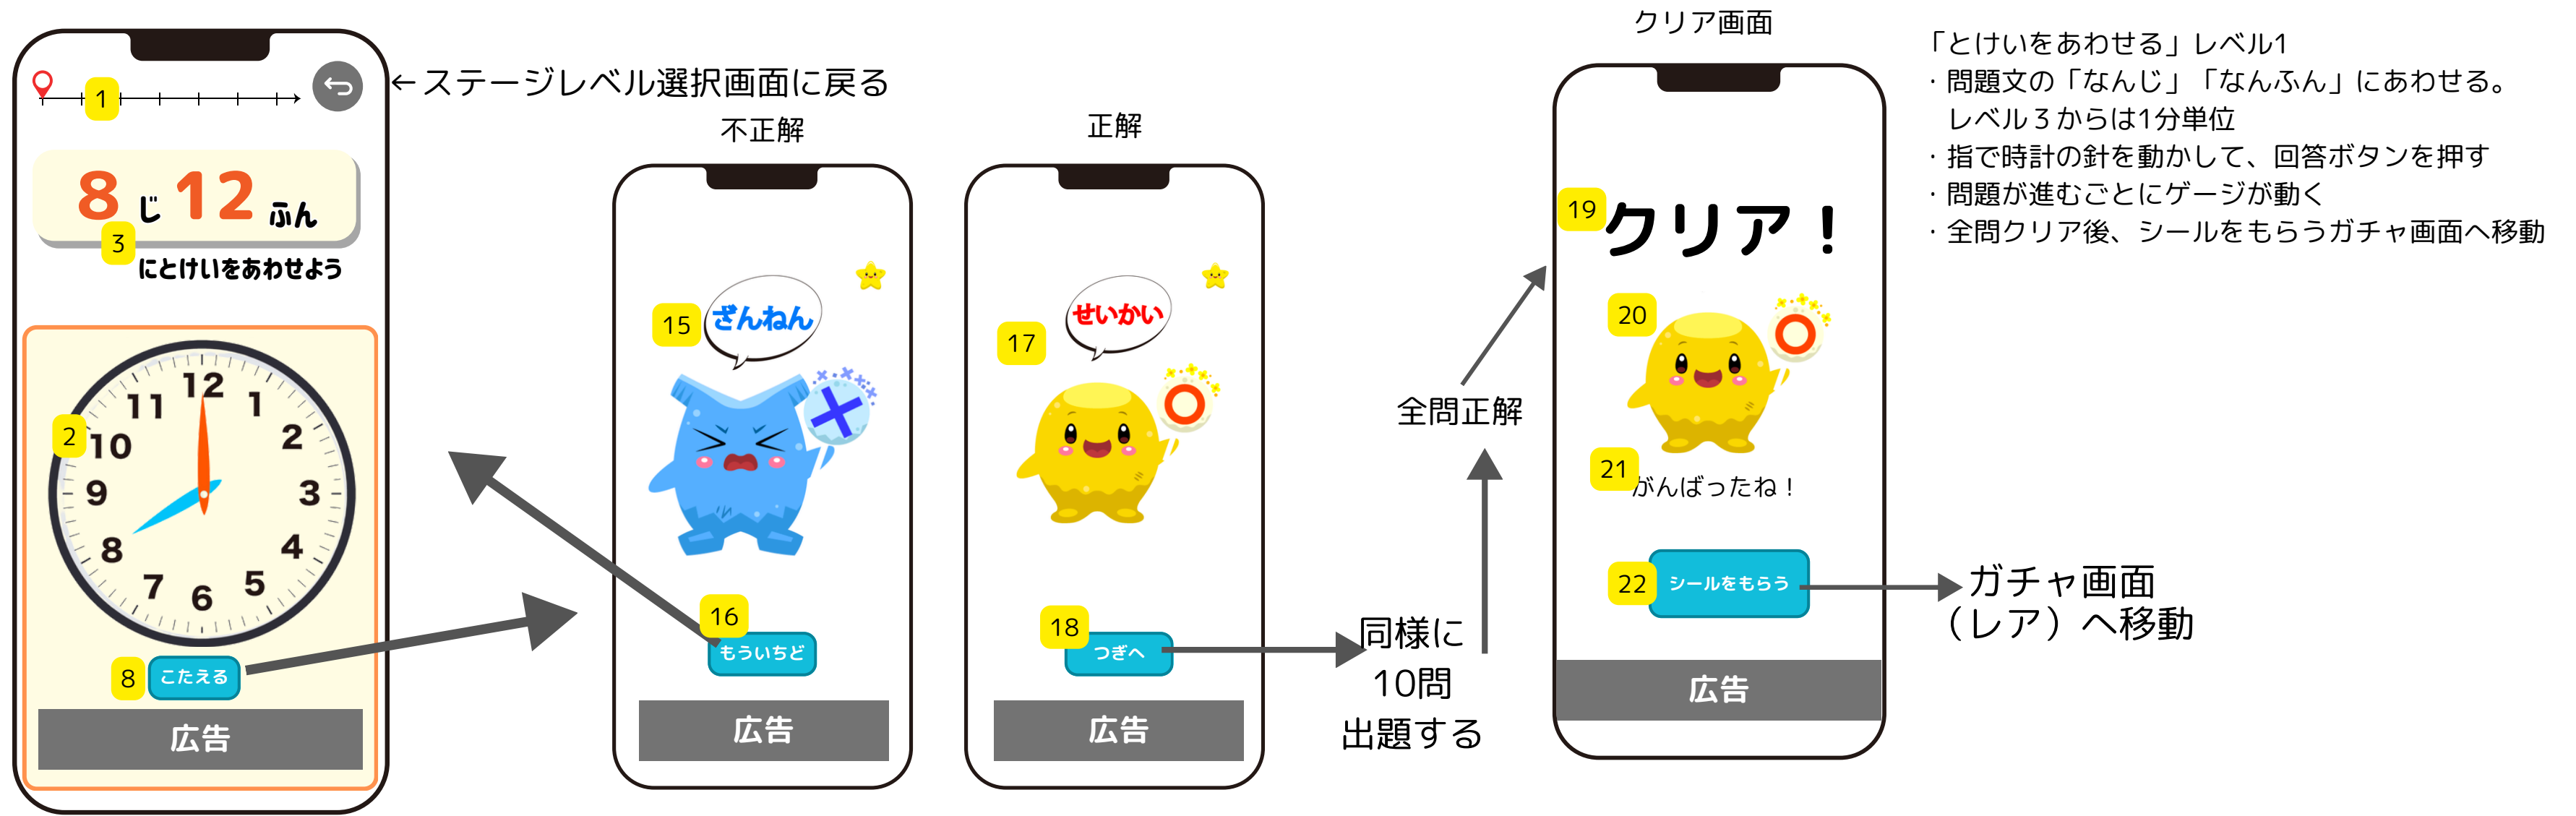 1
←ステージレベル選択画面に戻る
8 じ 12 ふん
3
にとけいをあわせよう
12
1
2
3
4
5
6
7
8
9
10
11
2
8
こたえる
広告
不正解
15
ざんねん
16
もういちど
広告
正解
17
せいかい
18
つぎへ
広告
同様に
10問
出題する
全問正解
クリア画面
19
クリア！
20
21
がんばったね！
22
シールをもらう
広告
ガチャ画面
（レア）へ移動
「とけいをあわせる」レベル1
・問題文の「なんじ」「なんふん」にあわせる。
レベル３からは1分単位
・指で時計の針を動かして、回答ボタンを押す
・問題が進むごとにゲージが動く
・全問クリア後、シールをもらうガチャ画面へ移動